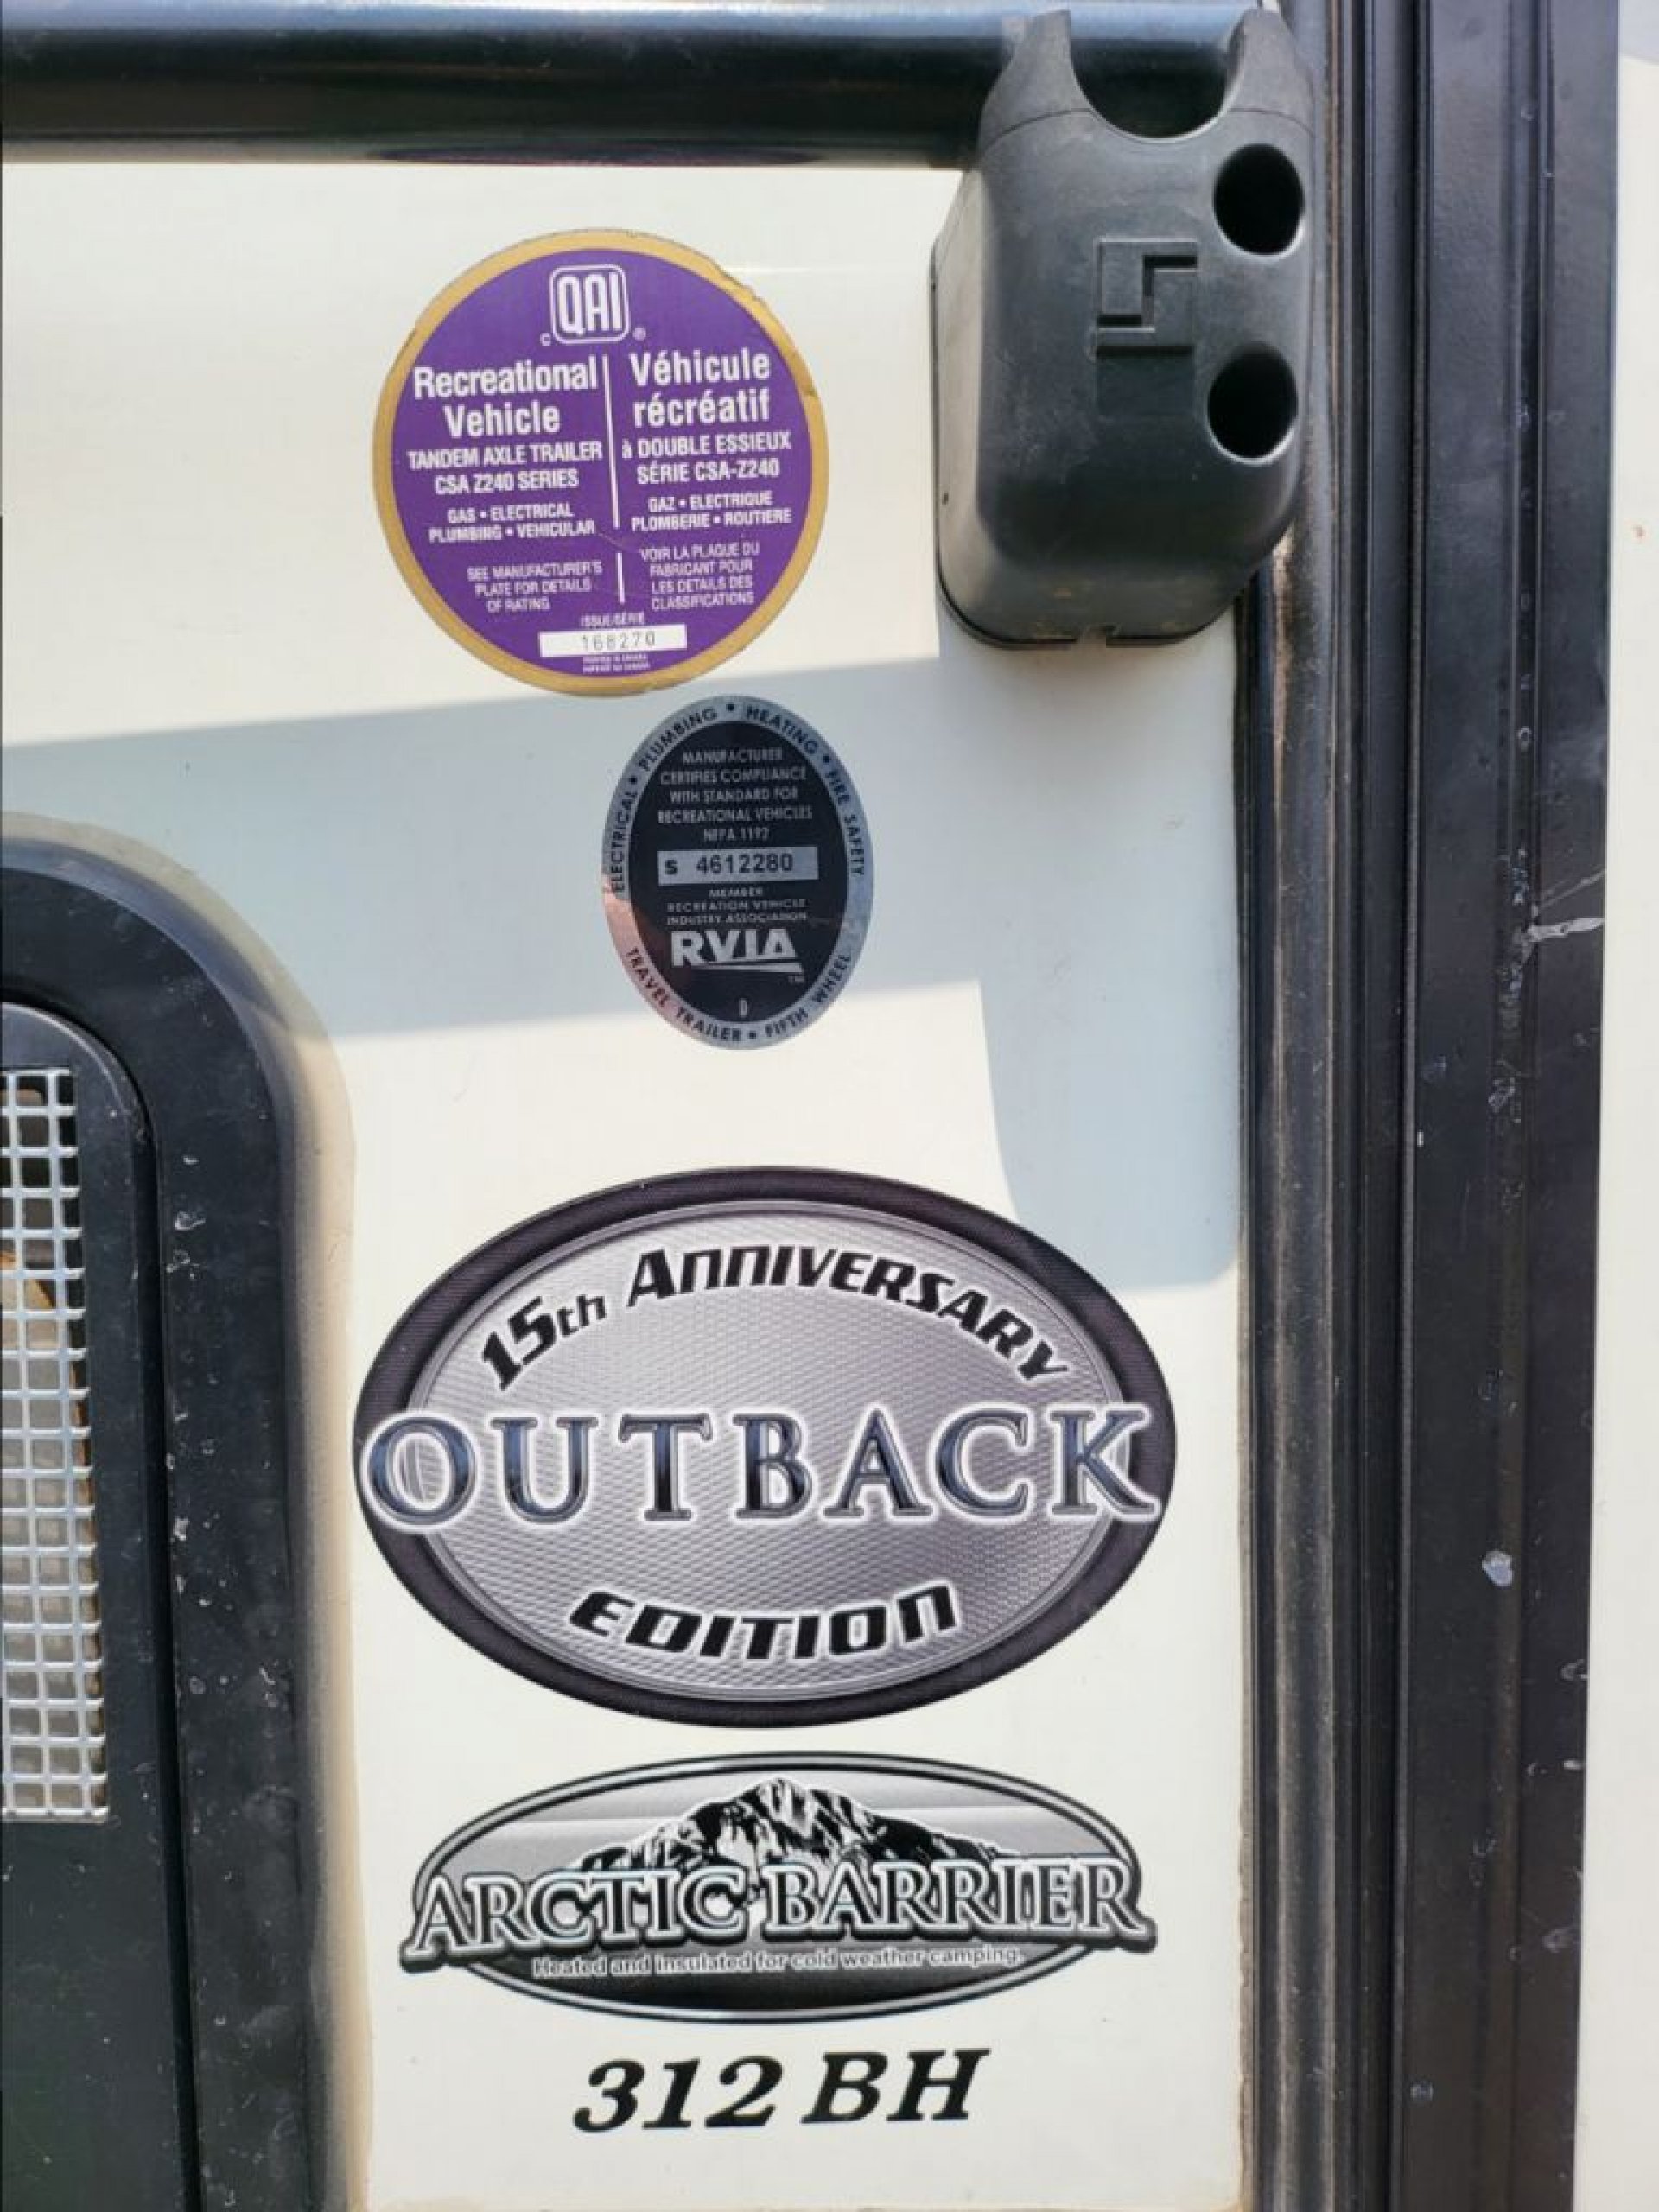 QAI
C ®
Recreational
Vehicle
TANDEM AXLE TRAILER
CSA Z240 SERIES
GAS • ELECTRICAL
PLUMBING • VEHICULAR
SEE MANUFACTURER'S
PLATE FOR DETAILS
OF RATING
Véhicule
récréatif
à DOUBLE ESSIEUX
SÉRIE CSA-Z240
GAZ • ELECTRIQUE
PLOMBERIE • ROUTIERE
VOIR LA PLAQUE DU
FABRICANT POUR
LES DETAILS DES
CLASSIFICATIONS
ISSUE/SÉRIE
168270
ELECTRICAL • PLUMBING • HEATING • FIRE SAFETY
MANUFACTURER
CERTIFIES COMPLIANCE
WITH STANDARD FOR
RECREATIONAL VEHICLES
NFPA 1192
S 4612280
MEMBER
RECREATION VEHICLE
INDUSTRY ASSOCIATION
RVIA
TM
D
TRAVEL TRAILER • FIFTH WHEEL
15th ANNIVERSARY
OUTBACK
EDITION
ARCTIC BARRIER
Heated and insulated for cold weather camping.
312 BH